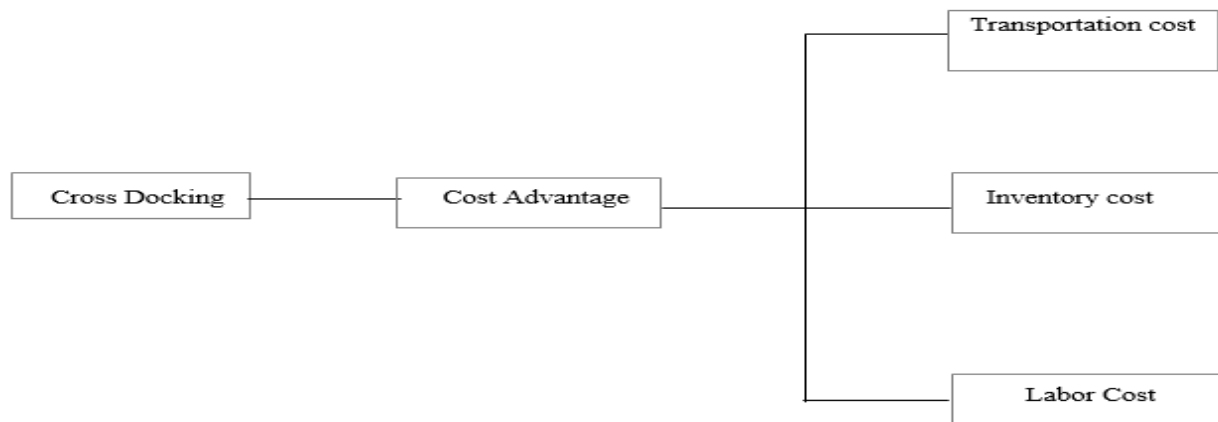 Transportation cost
Cross Docking
Cost Advantage
Inventory cost
Labor Cost